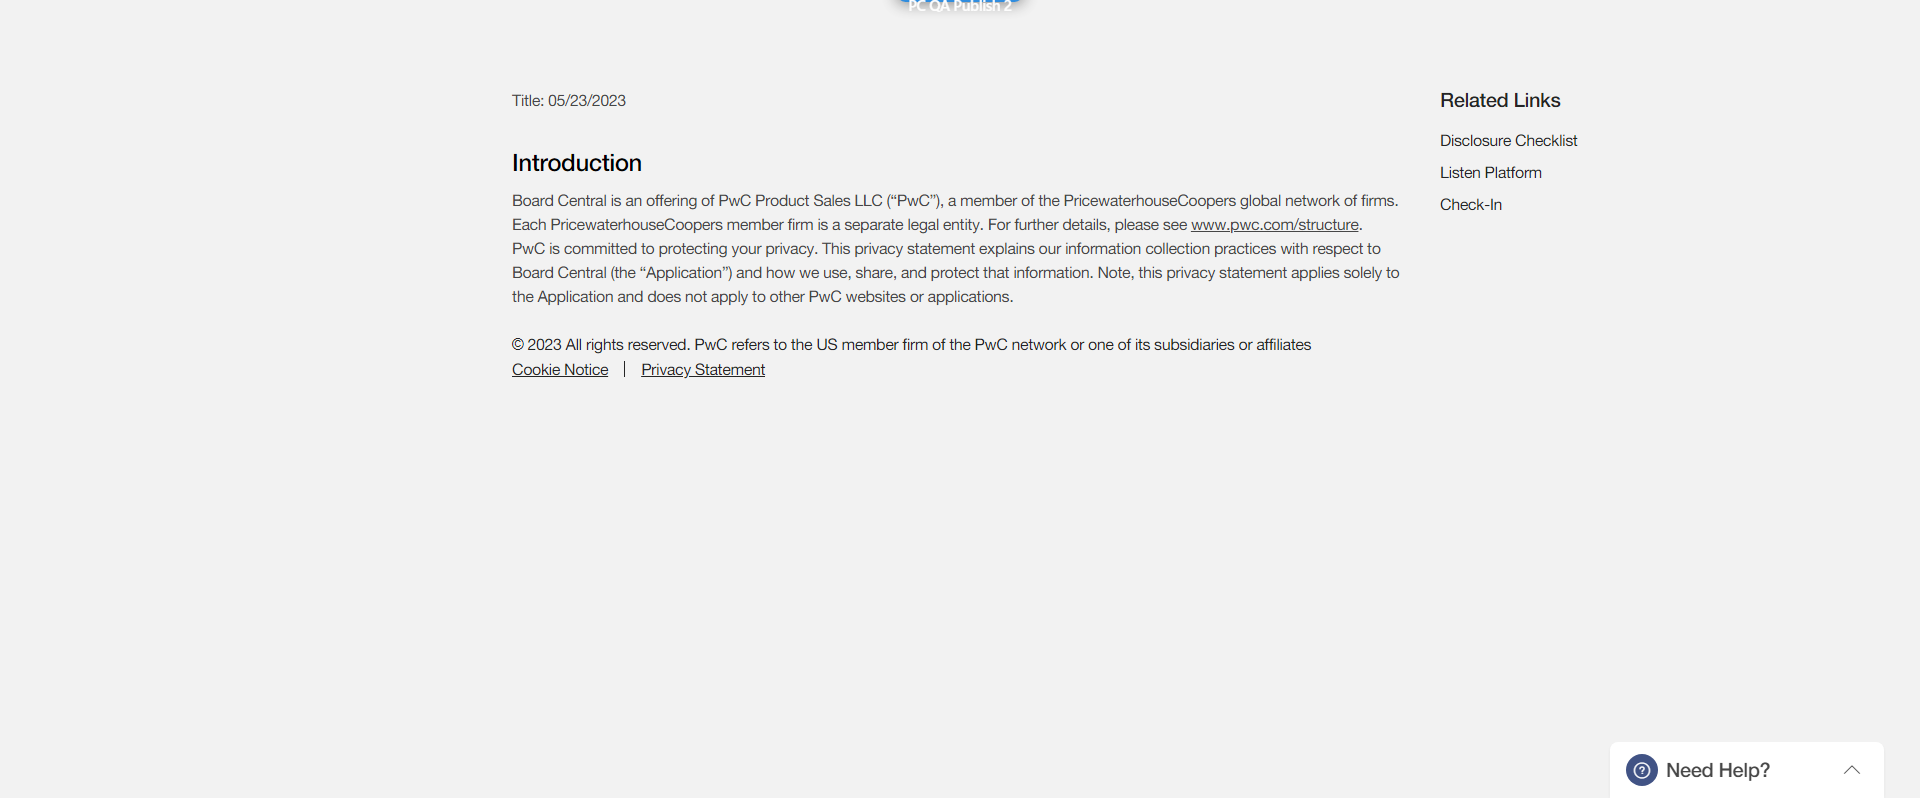 PC QA Publish 2
Title: 05/23/2023
Introduction
Board Central is an offering of PwC Product Sales LLC (“PwC”), a member of the PricewaterhouseCoopers global network of firms.
Each PricewaterhouseCoopers member firm is a separate legal entity. For further details, please see www.pwc.com/structure.
PwC is committed to protecting your privacy. This privacy statement explains our information collection practices with respect to
Board Central (the “Application”) and how we use, share, and protect that information. Note, this privacy statement applies solely to
the Application and does not apply to other PwC websites or applications.
© 2023 All rights reserved. PwC refers to the US member firm of the PwC network or one of its subsidiaries or affiliates
Cookie Notice | Privacy Statement
Related Links
Disclosure Checklist
Listen Platform
Check-In
Need Help?